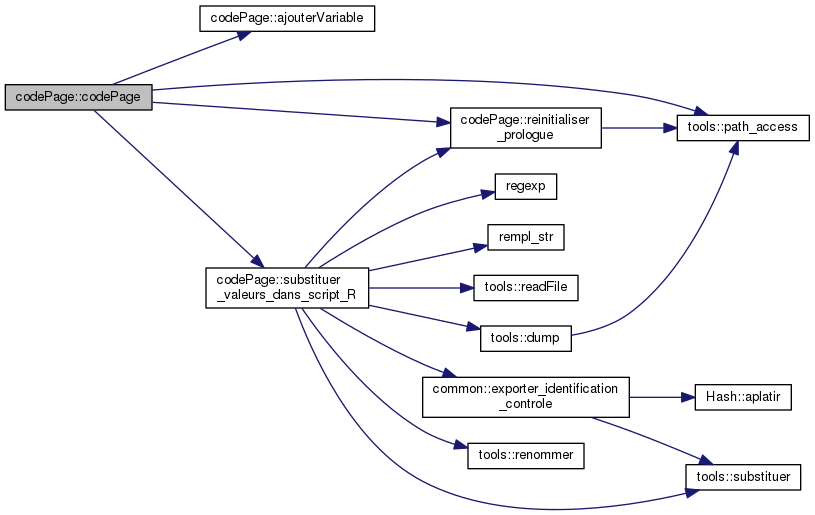 codePage::ajouterVariable
codePage::codePage
codePage::reinitialiser
_prologue
tools::path_access
regexp
rempl_str
codePage::substituer
_valeurs_dans_script_R
tools::readFile
tools::dump
common::exporter_identification
_controle
Hash::aplatir
tools::renommer
tools::substituer